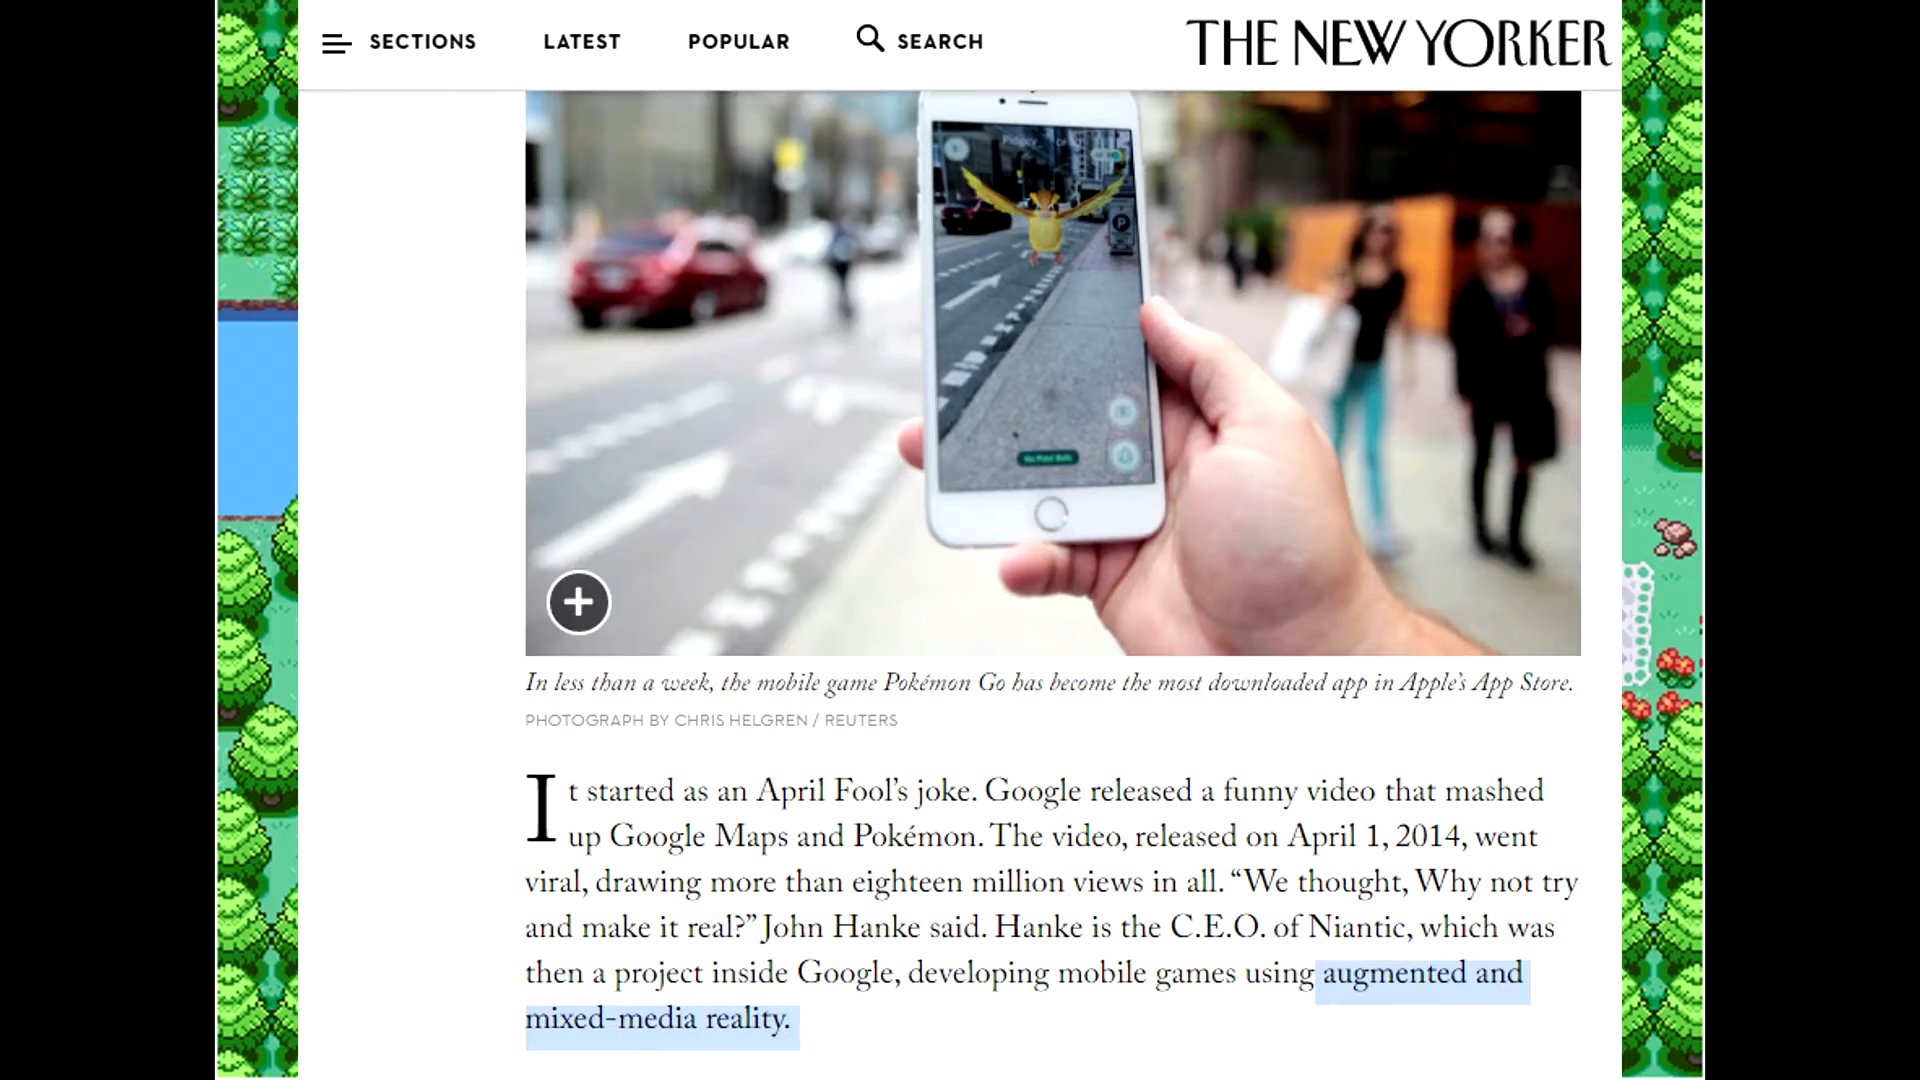 SECTIONS LATEST POPULAR SEARCH THE NEW YORKER
P
In less than a week, the mobile game Pokémon Go has become the most downloaded app in Apple's App Store.
PHOTOGRAPH BY CHRIS HELGREN / REUTERS
It started as an April Fool's joke. Google released a funny video that mashed
up Google Maps and Pokémon. The video, released on April 1, 2014, went
viral, drawing more than eighteen million views in all. “We thought, Why not try
and make it real?” John Hanke said. Hanke is the C.E.O. of Niantic, which was
then a project inside Google, developing mobile games using augmented and
mixed-media reality.